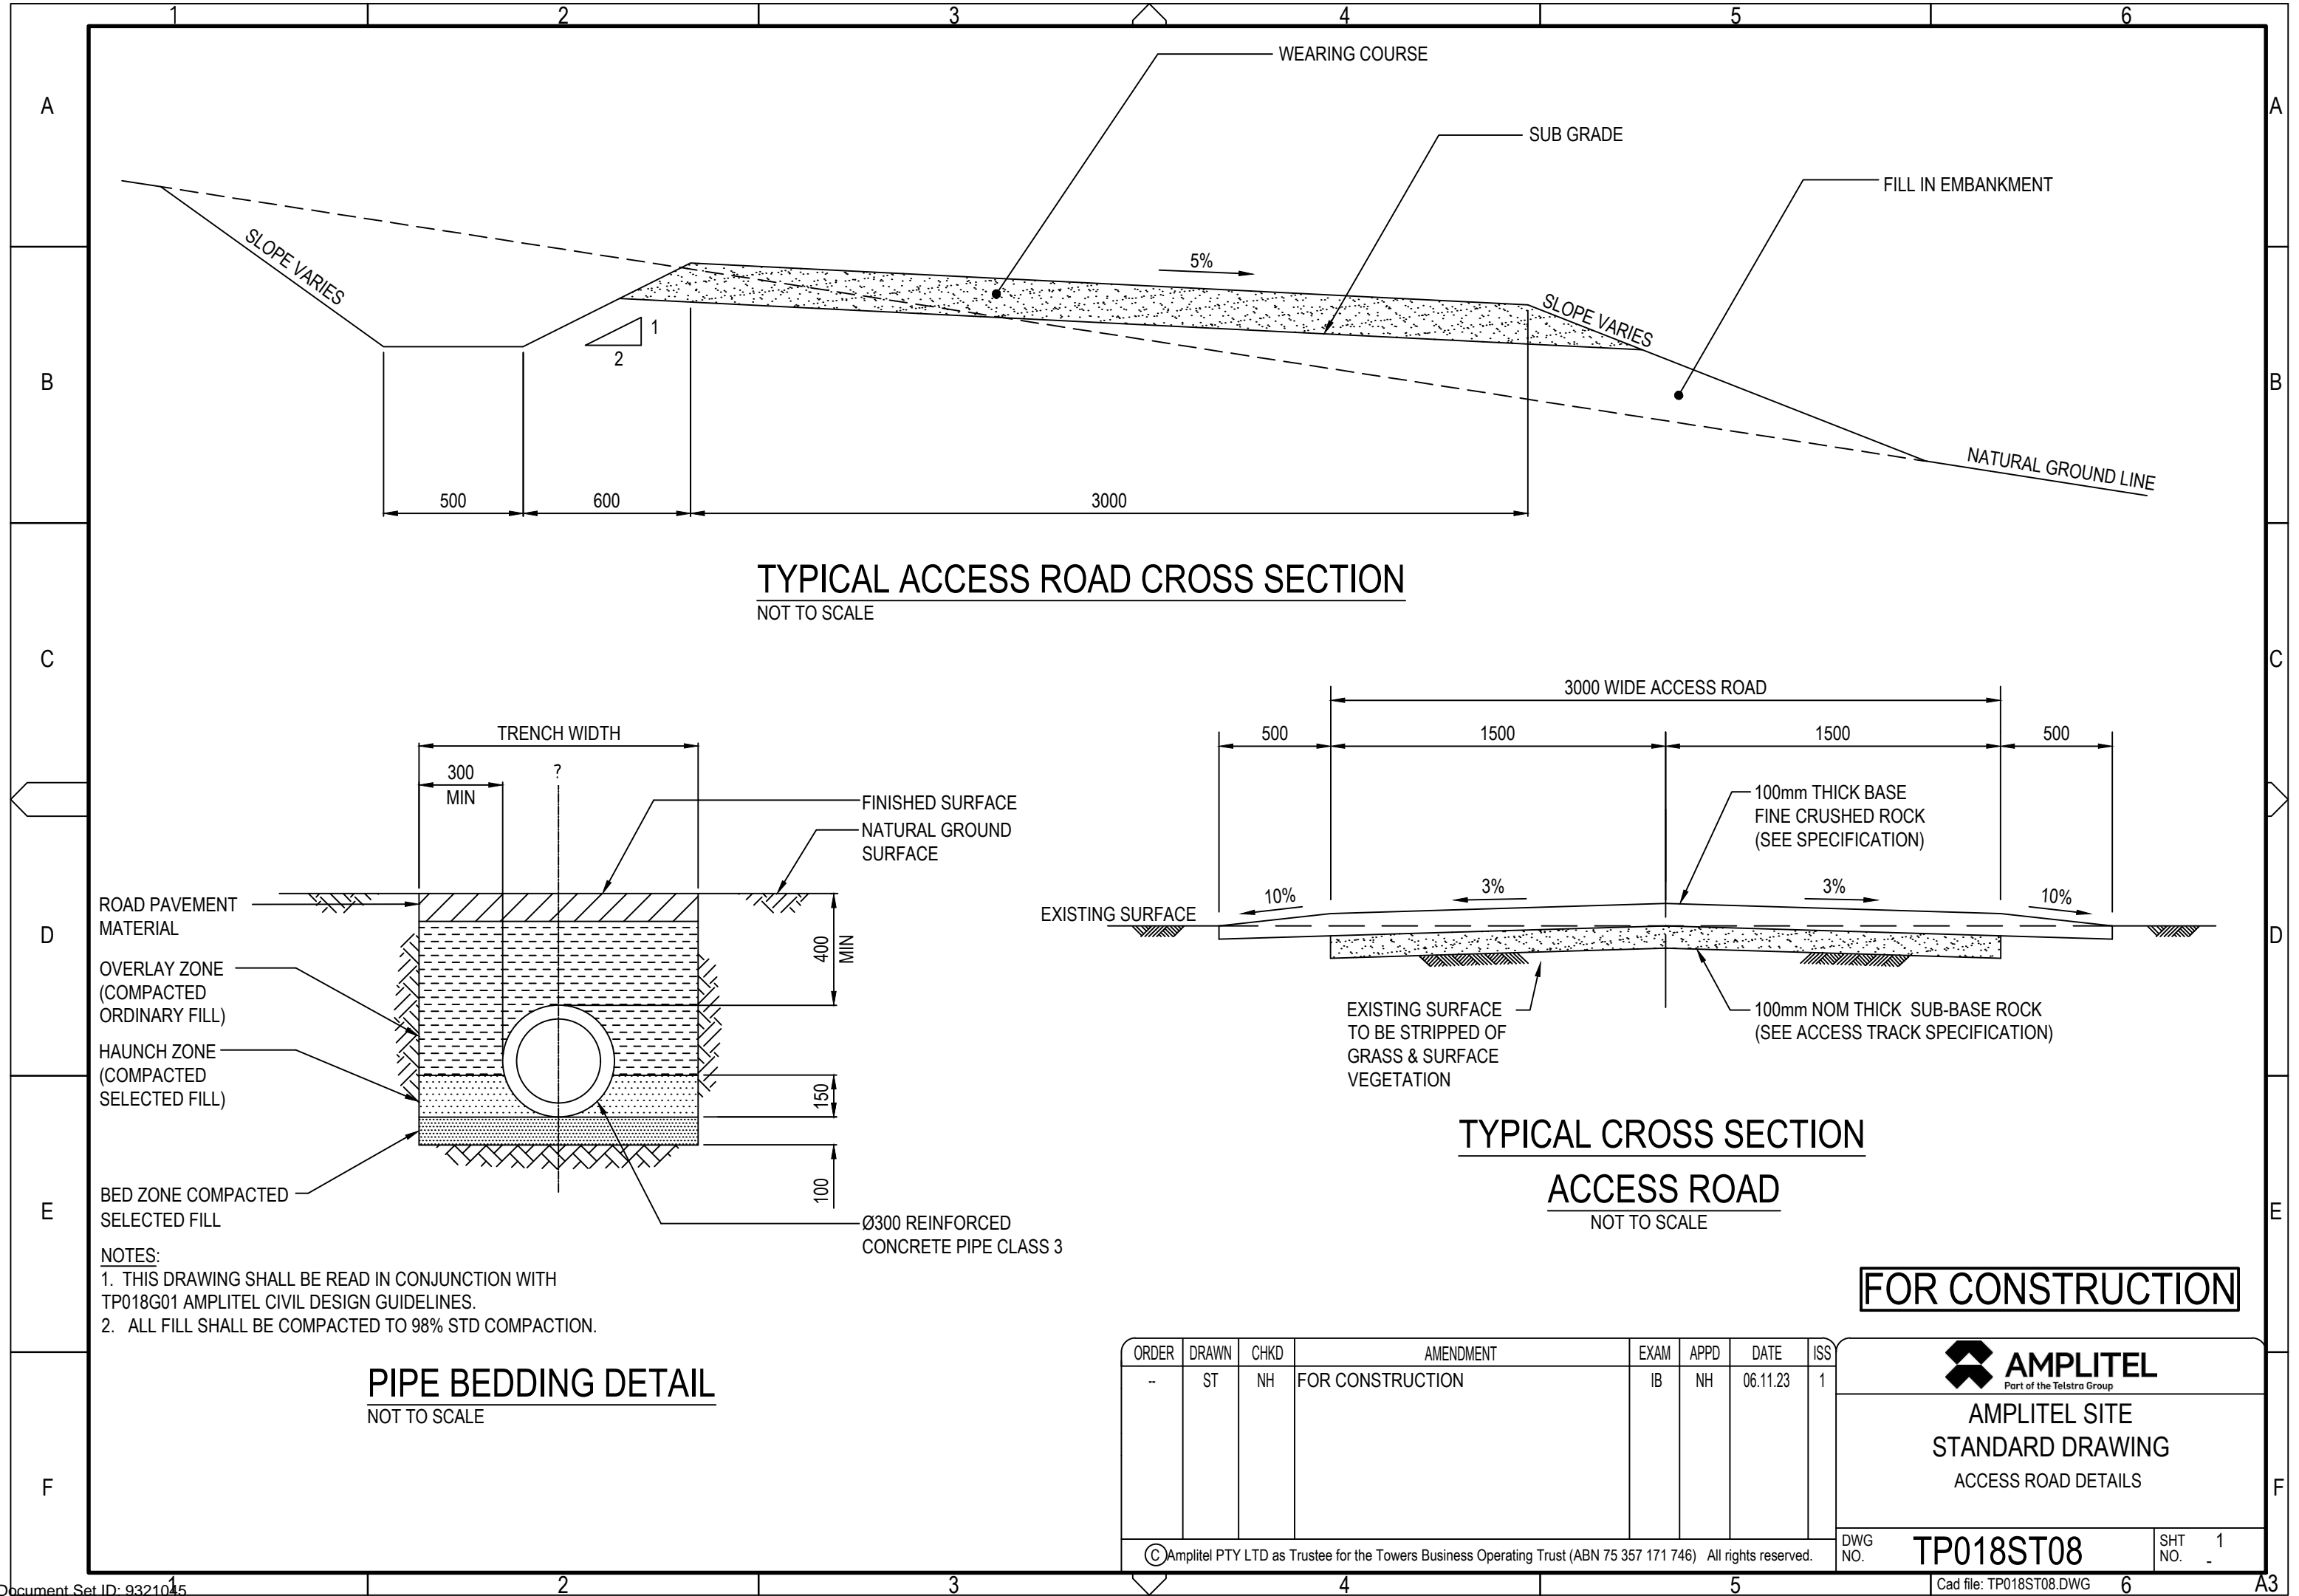 1 2 3 4 5 6
A A
B B
C C
D D
E E
F F
WEARING COURSE
SUB GRADE
FILL IN EMBANKMENT
SLOPE VARIES
5%
SLOPE VARIES
1
2
NATURAL GROUND LINE
500 600 3000
TYPICAL ACCESS ROAD CROSS SECTION
NOT TO SCALE
TRENCH WIDTH
300
MIN
?
FINISHED SURFACE
NATURAL GROUND
SURFACE
ROAD PAVEMENT
MATERIAL
OVERLAY ZONE
(COMPACTED
ORDINARY FILL)
HAUNCH ZONE
(COMPACTED
SELECTED FILL)
BED ZONE COMPACTED
SELECTED FILL
400
MIN
150
100
Ø300 REINFORCED
CONCRETE PIPE CLASS 3
NOTES:
1. THIS DRAWING SHALL BE READ IN CONJUNCTION WITH
TP018G01 AMPLITEL CIVIL DESIGN GUIDELINES.
2. ALL FILL SHALL BE COMPACTED TO 98% STD COMPACTION.
PIPE BEDDING DETAIL
NOT TO SCALE
3000 WIDE ACCESS ROAD
500 1500 1500 500
100mm THICK BASE
FINE CRUSHED ROCK
(SEE SPECIFICATION)
10% 3% 3% 10%
EXISTING SURFACE
EXISTING SURFACE
TO BE STRIPPED OF
GRASS & SURFACE
VEGETATION
100mm NOM THICK SUB-BASE ROCK
(SEE ACCESS TRACK SPECIFICATION)
TYPICAL CROSS SECTION
ACCESS ROAD
NOT TO SCALE
FOR CONSTRUCTION
ORDER DRAWN CHKD AMENDMENT EXAM APPD DATE ISS
-- ST NH FOR CONSTRUCTION IB NH 06.11.23 1
© Amplitel PTY LTD as Trustee for the Towers Business Operating Trust (ABN 75 357 171 746) All rights reserved.
AMPLITEL
Part of the Telstra Group
AMPLITEL SITE
STANDARD DRAWING
ACCESS ROAD DETAILS
DWG NO. TP018ST08
SHT NO. 1 -
Cad file: TP018ST08.DWG
A3
1 2 3 4 5 6
Document Set ID: 9321045